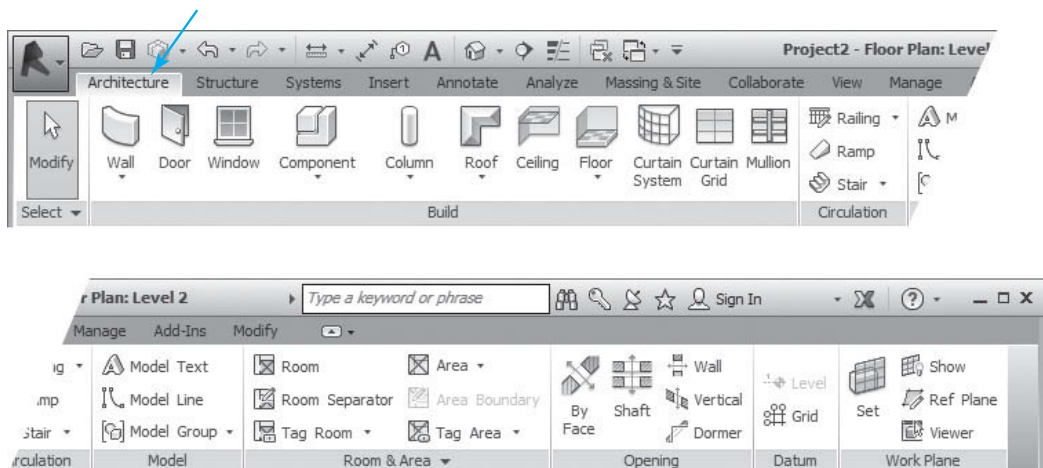 Project2 - Floor Plan: Level
Architecture Structure Systems Insert Annotate Analyze Massing & Site Collaborate View Manage
Modify Wall Door Window Component Column Roof Ceiling Floor Curtain System Curtain Grid Mullion
Railing
Ramp
Stair
M
Select Build Circulation
r Plan: Level 2 Type a keyword or phrase Sign In
Manage Add-Ins Modify
ıg Model Text Room Area Wall Level Show
mp Model Line Room Separator Area Boundary By Face Shaft Vertical Grid Set Ref Plane
Stair Model Group Tag Room Tag Area Dormer Viewer
rculation Model Room & Area Opening Datum Work Plane